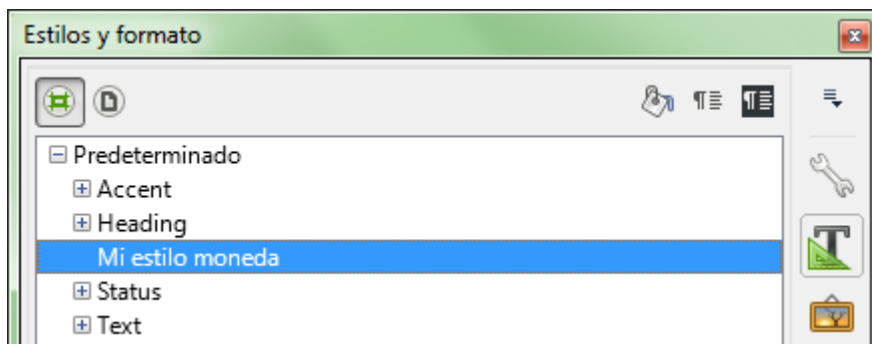 Estilos y formato
Predeterminado
Accent
Heading
Mi estilo moneda
Status
Text